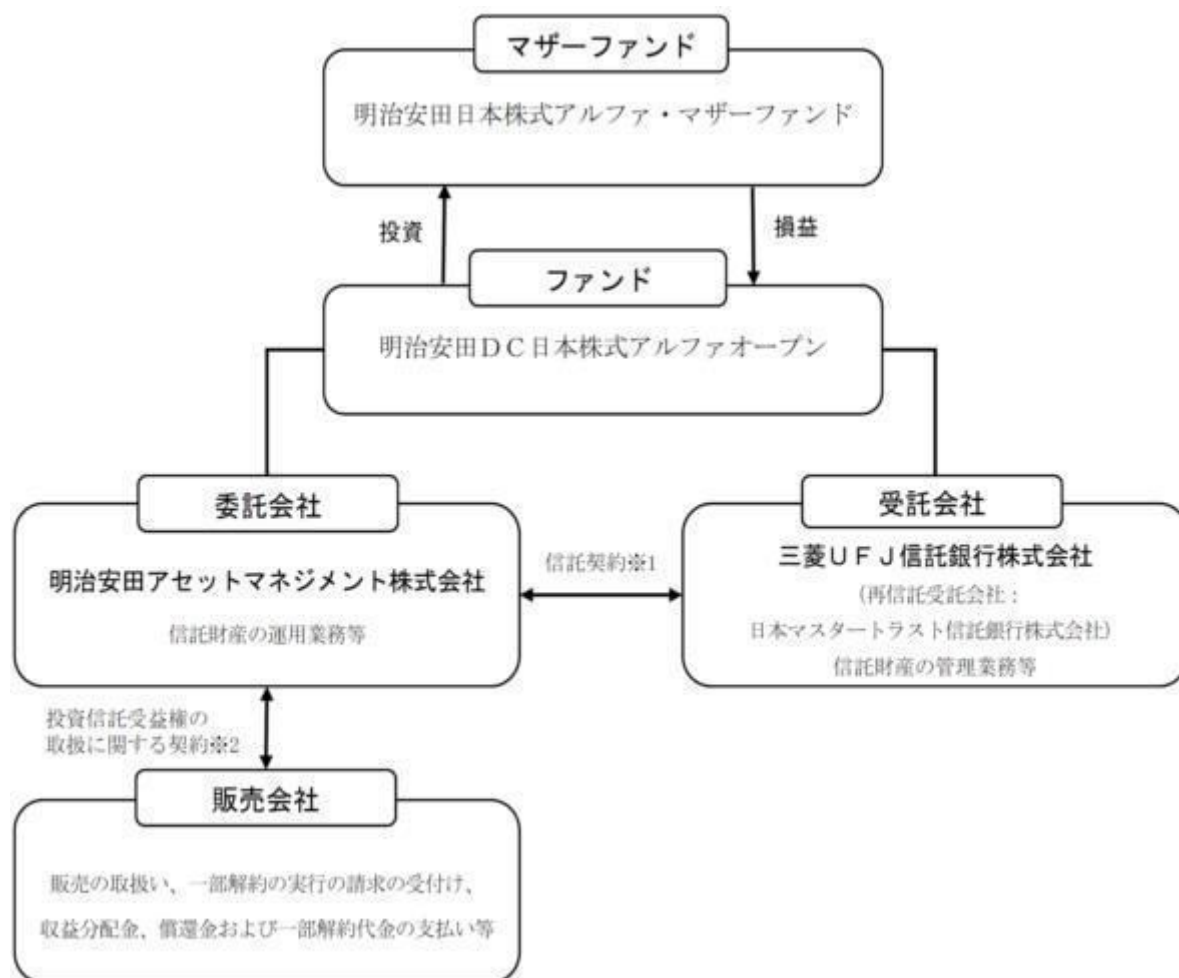 マザーファンド
明治安田日本株式アルファ・マザーファンド
投資
損益
ファンド
明治安田DC日本株式アルファオープン
委託会社
明治安田アセットマネジメント株式会社
信託財産の運用業務等
信託契約※1
受託会社
三菱UFJ信託銀行株式会社
(再信託受託会社:
日本マスタートラスト信託銀行株式会社)
信託財産の管理業務等
投資信託受益権の
取扱に関する契約※2
販売会社
販売の取扱い、一部解約の実行の請求の受付け、
収益分配金、償還金および一部解約代金の支払い等